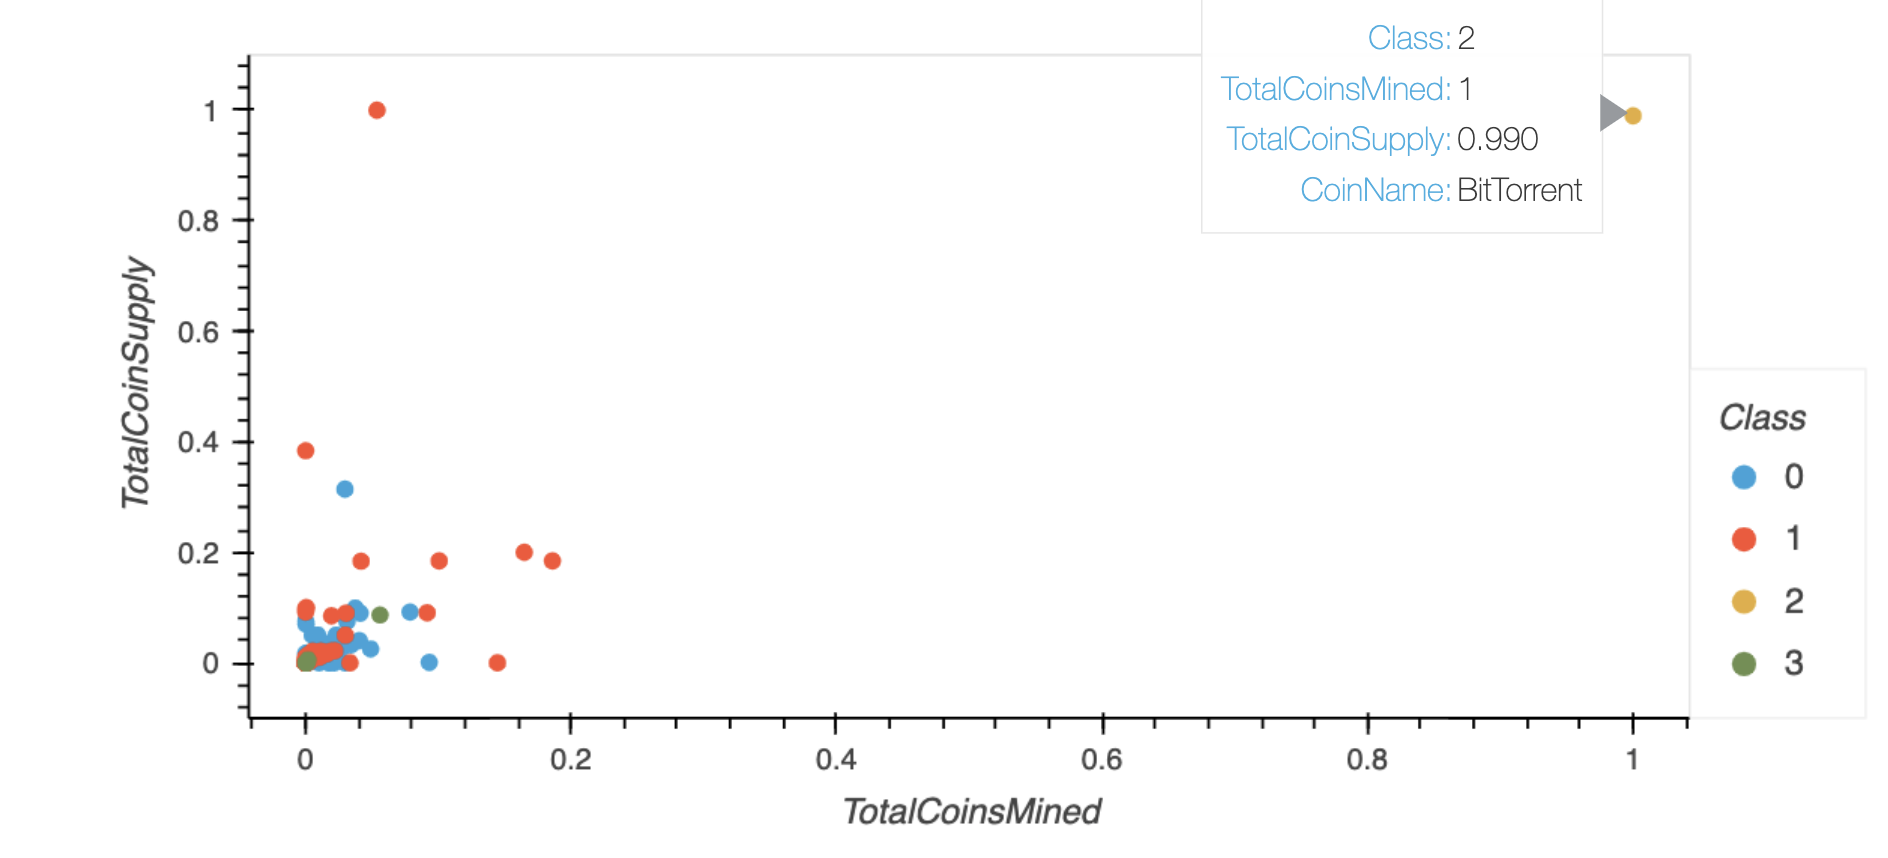 Class: 2
TotalCoinsMined: 1
TotalCoinSupply: 0.990
CoinName: BitTorrent
TotalCoinSupply
1
0.8
0.6
0.4
0.2
0
0 0.2 0.4 0.6 0.8 1
TotalCoinsMined
Class
0
1
2
3